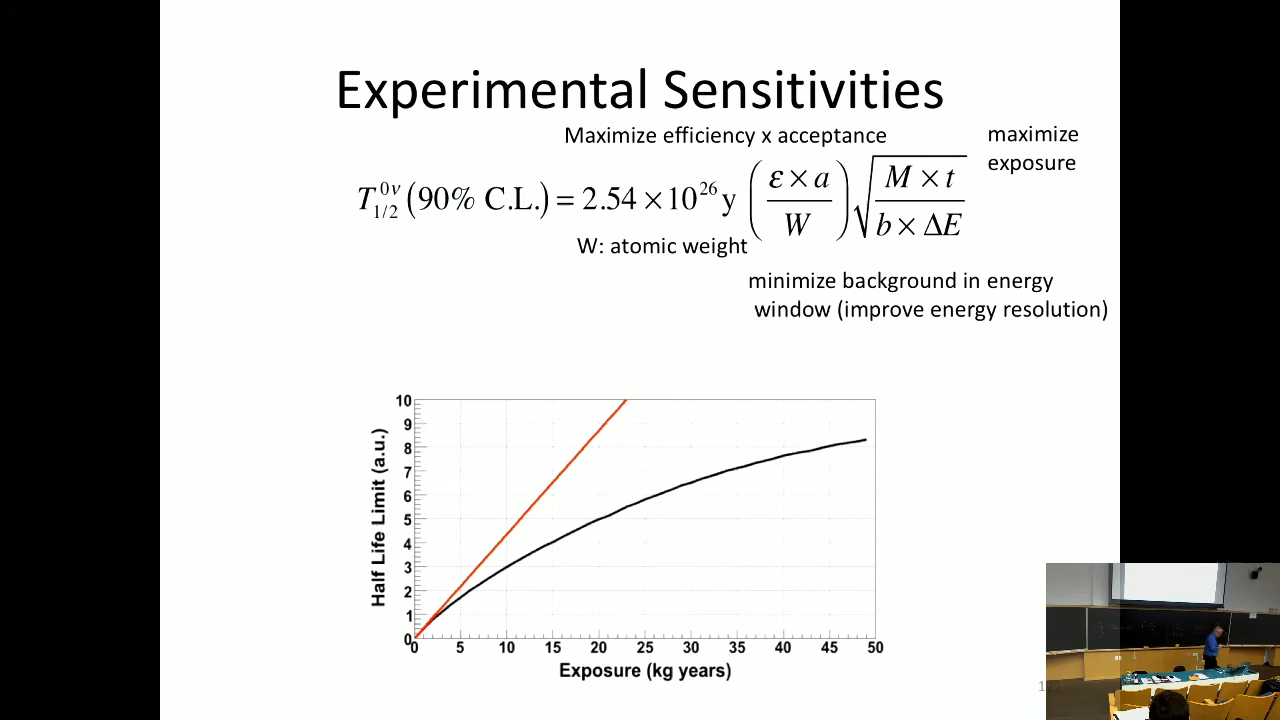 Experimental Sensitivities
Maximize efficiency x acceptance
maximize
exposure
T_{1/2}^{0ν} (90% C.L.) = 2.54 × 10^{26} y (ε × a / W) √(M × t / b × ΔE)
W: atomic weight
minimize background in energy
window (improve energy resolution)
Half Life Limit (a.u.)
10
9
8
7
6
5
4
3
2
1
0
0 5 10 15 20 25 30 35 40 45 50
Exposure (kg years)